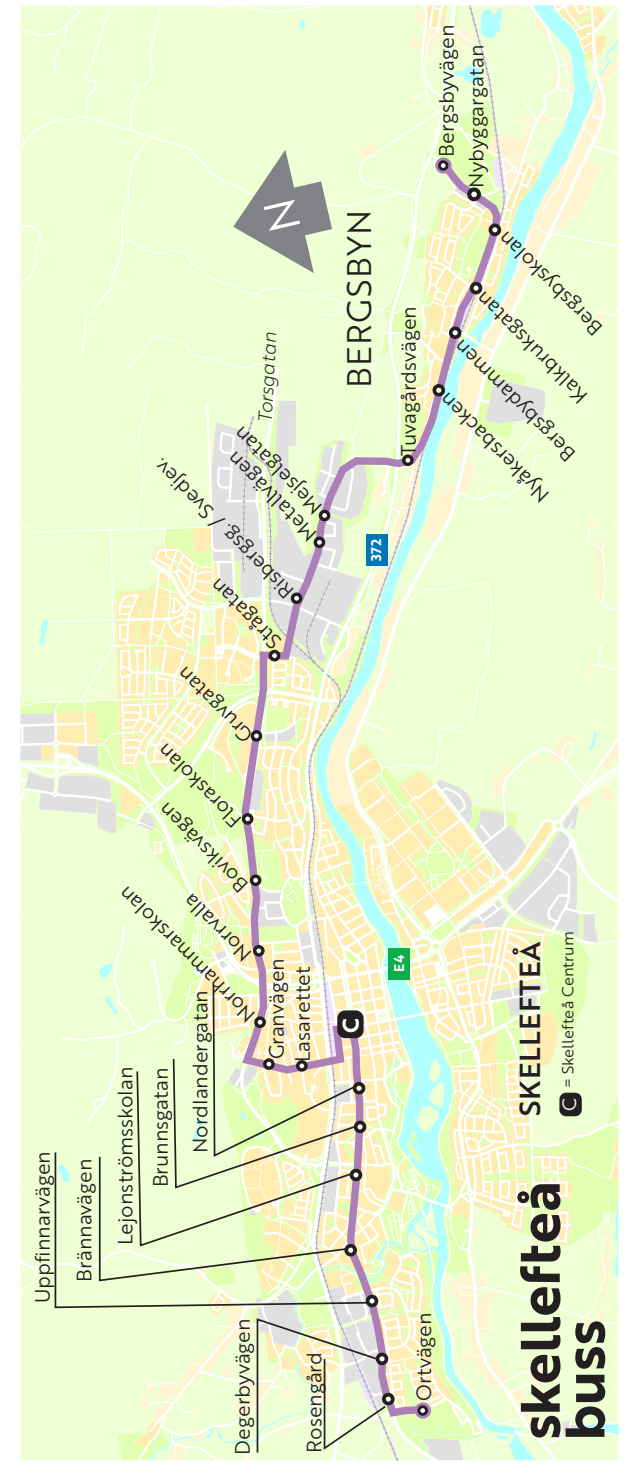 Bergsbyvägen
Nybyggargatan
Bergsbyskolan
Kalkbruksgatan
Bergsbydammen
Nyåkersbacken
Tuvagårdsvägen
BERGSBYN
N
Torsgatan
Mejselgatan
Metallvägen
Risbergsg. / Svedjev.
Strågatan
372
Gruvgatan
Floraskolan
Boviksvägen
Norrvalla
Norrhammarskolan
Granvägen
Lasarettet
C
E4
Nordlandergatan
Brunnsgatan
Lejonströmsskolan
Brännavägen
Uppfinnarvägen
Degerbyvägen
Rosengård
Ortvägen
SKELLEFTEÅ
C = Skellefteå Centrum
skellefteå
buss